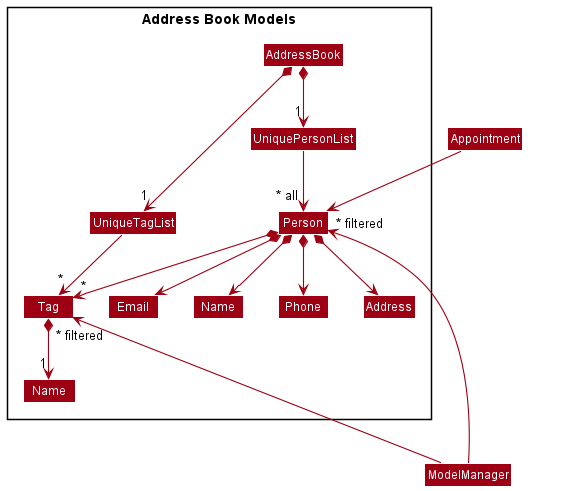 Address Book Models
AddressBook
1
UniquePersonList
Appointment
1
* all
UniqueTagList
Person
* filtered
*
*
Tag
Email
Name
Phone
Address
* filtered
1
Name
ModelManager